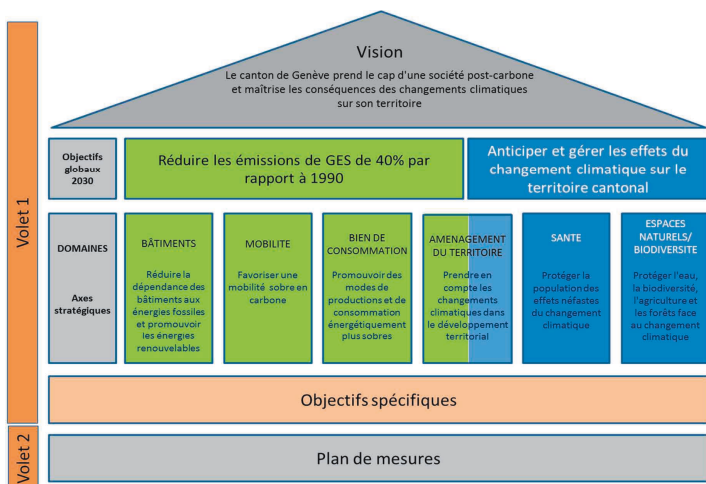 Vision
Le canton de Genève prend le cap d'une société post-carbone
et maîtrise les conséquences des changements climatiques
sur son territoire
Volet 1
Objectifs
globaux
2030
Réduire les émissions de GES de 40% par
rapport à 1990
Anticiper et gérer les effets du
changement climatique sur le
territoire cantonal
DOMAINES
Axes
stratégiques
BÂTIMENTS
Réduire la
dépendance des
bâtiments aux
énergies fossiles
et promouvoir
les énergies
renouvelables
MOBILITE
Favoriser une
mobilité sobre en
carbone
BIEN DE
CONSOMMATION
Promouvoir des
modes de
productions et de
consommation
énergétiquement
plus sobres
AMENAGEMENT
DU TERRITOIRE
Prendre en
compte les
changements
climatiques dans
le développement
territorial
SANTE
Protéger la
population des
effets néfastes
du changement
climatique
ESPACES
NATURELS/
BIODIVERSITE
Protéger l'eau,
la biodiversité,
l'agriculture et
les forêts face
au changement
climatique
Objectifs spécifiques
Volet 2
Plan de mesures